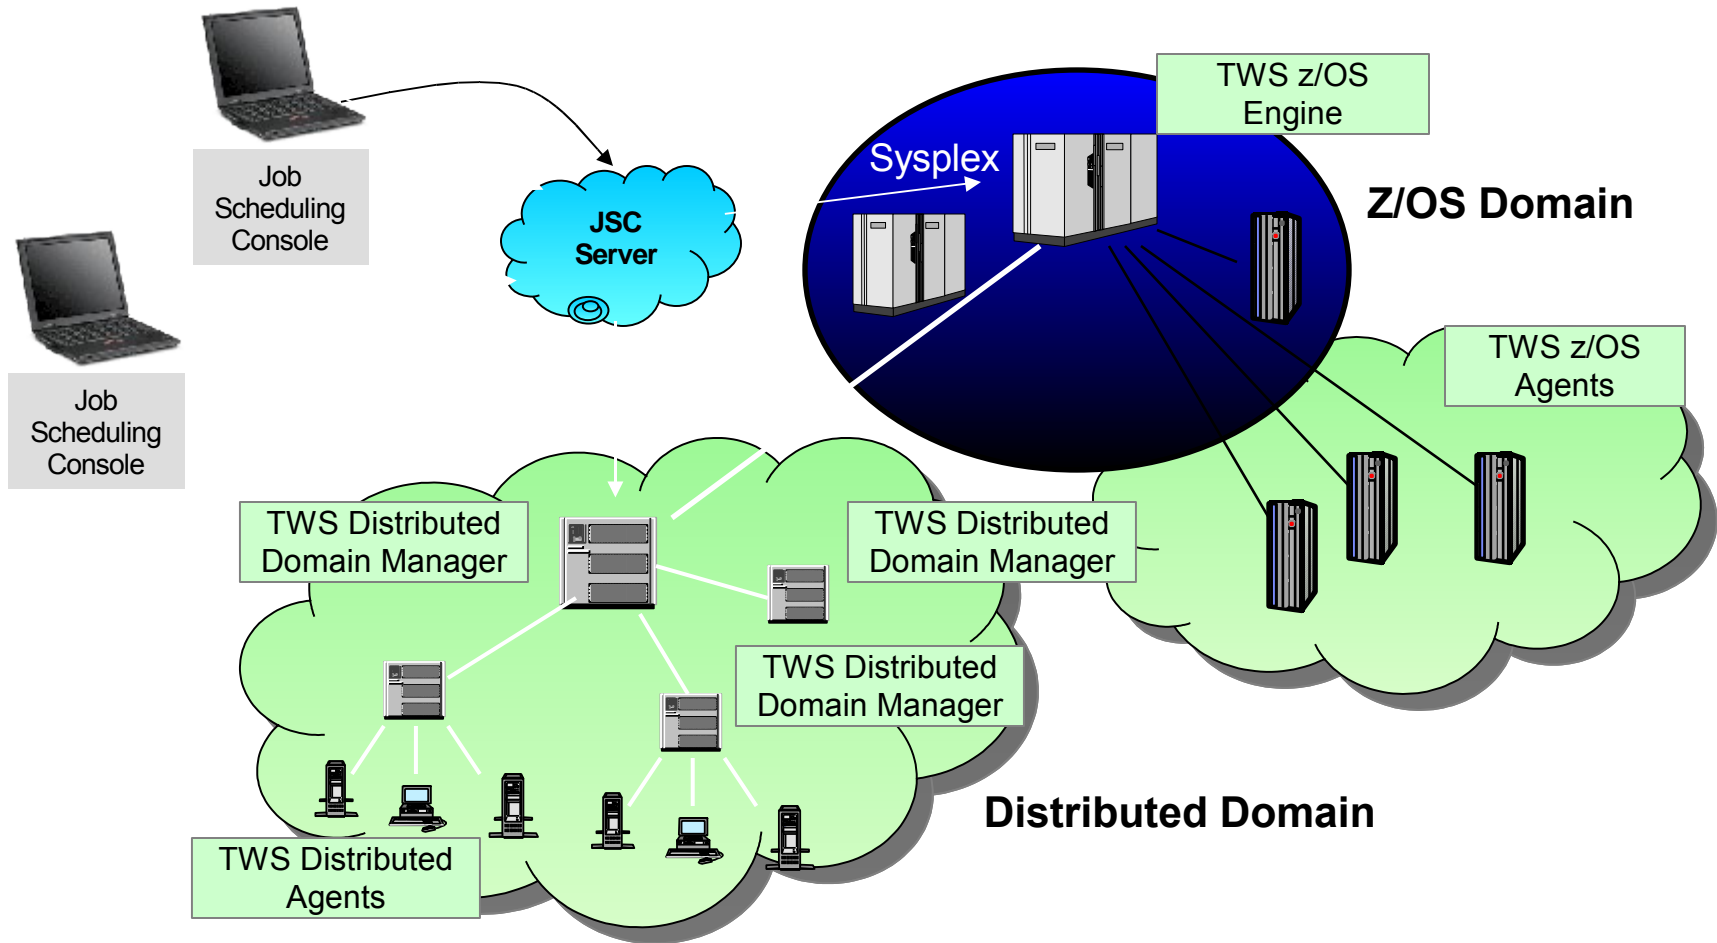 TWS z/OS
Engine
Sysplex
Z/OS Domain
Job
Scheduling
Console
JSC
Server
TWS z/OS
Agents
Job
Scheduling
Console
TWS Distributed
Domain Manager
TWS Distributed
Domain Manager
TWS Distributed
Domain Manager
Distributed Domain
TWS Distributed
Agents